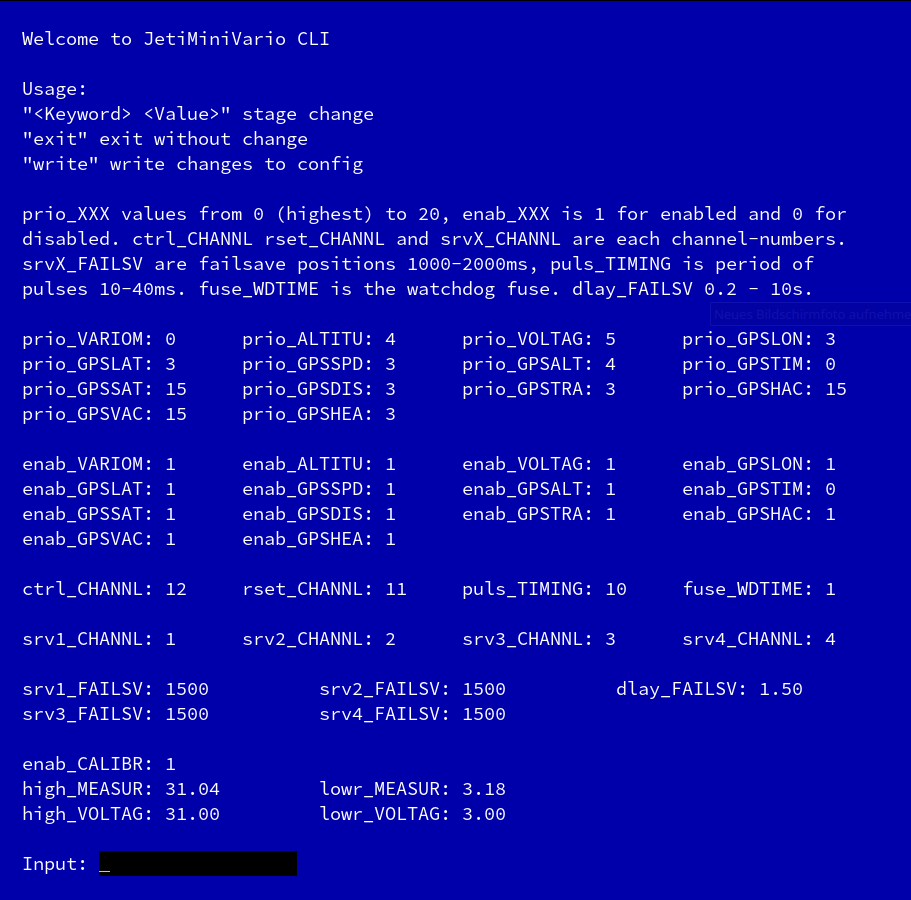 Welcome to JetiMiniVario CLI
Usage:
"<Keyword> <Value>" stage change
"exit" exit without change
"write" write changes to config
prio_XXX values from 0 (highest) to 20, enab_XXX is 1 for enabled and 0 for
disabled. ctrl_CHANNL rset_CHANNL and srvX_CHANNL are each channel-numbers.
srvX_FAILSV are failsave positions 1000-2000ms, puls_TIMING is period of
pulses 10-40ms. fuse_WDTIME is the watchdog fuse. dlay_FAILSV 0.2 - 10s.
Neues Bildschirmfoto aufnehme
prio_VARIOM: 0 prio_ALTITU: 4 prio_VOLTAG: 5 prio_GPSLON: 3
prio_GPSLAT: 3 prio_GPSSPD: 3 prio_GPSALT: 4 prio_GPSTIM: 0
prio_GPSSAT: 15 prio_GPSDIS: 3 prio_GPSTRA: 3 prio_GPSHAC: 15
prio_GPSVAC: 15 prio_GPSHEA: 3
enab_VARIOM: 1 enab_ALTITU: 1 enab_VOLTAG: 1 enab_GPSLON: 1
enab_GPSLAT: 1 enab_GPSSPD: 1 enab_GPSALT: 1 enab_GPSTIM: 0
enab_GPSSAT: 1 enab_GPSDIS: 1 enab_GPSTRA: 1 enab_GPSHAC: 1
enab_GPSVAC: 1 enab_GPSHEA: 1
ctrl_CHANNL: 12 rset_CHANNL: 11 puls_TIMING: 10 fuse_WDTIME: 1
srv1_CHANNL: 1 srv2_CHANNL: 2 srv3_CHANNL: 3 srv4_CHANNL: 4
srv1_FAILSV: 1500 srv2_FAILSV: 1500 dlay_FAILSV: 1.50
srv3_FAILSV: 1500 srv4_FAILSV: 1500
enab_CALIBR: 1
high_MEASUR: 31.04 lowr_MEASUR: 3.18
high_VOLTAG: 31.00 lowr_VOLTAG: 3.00
Input: _